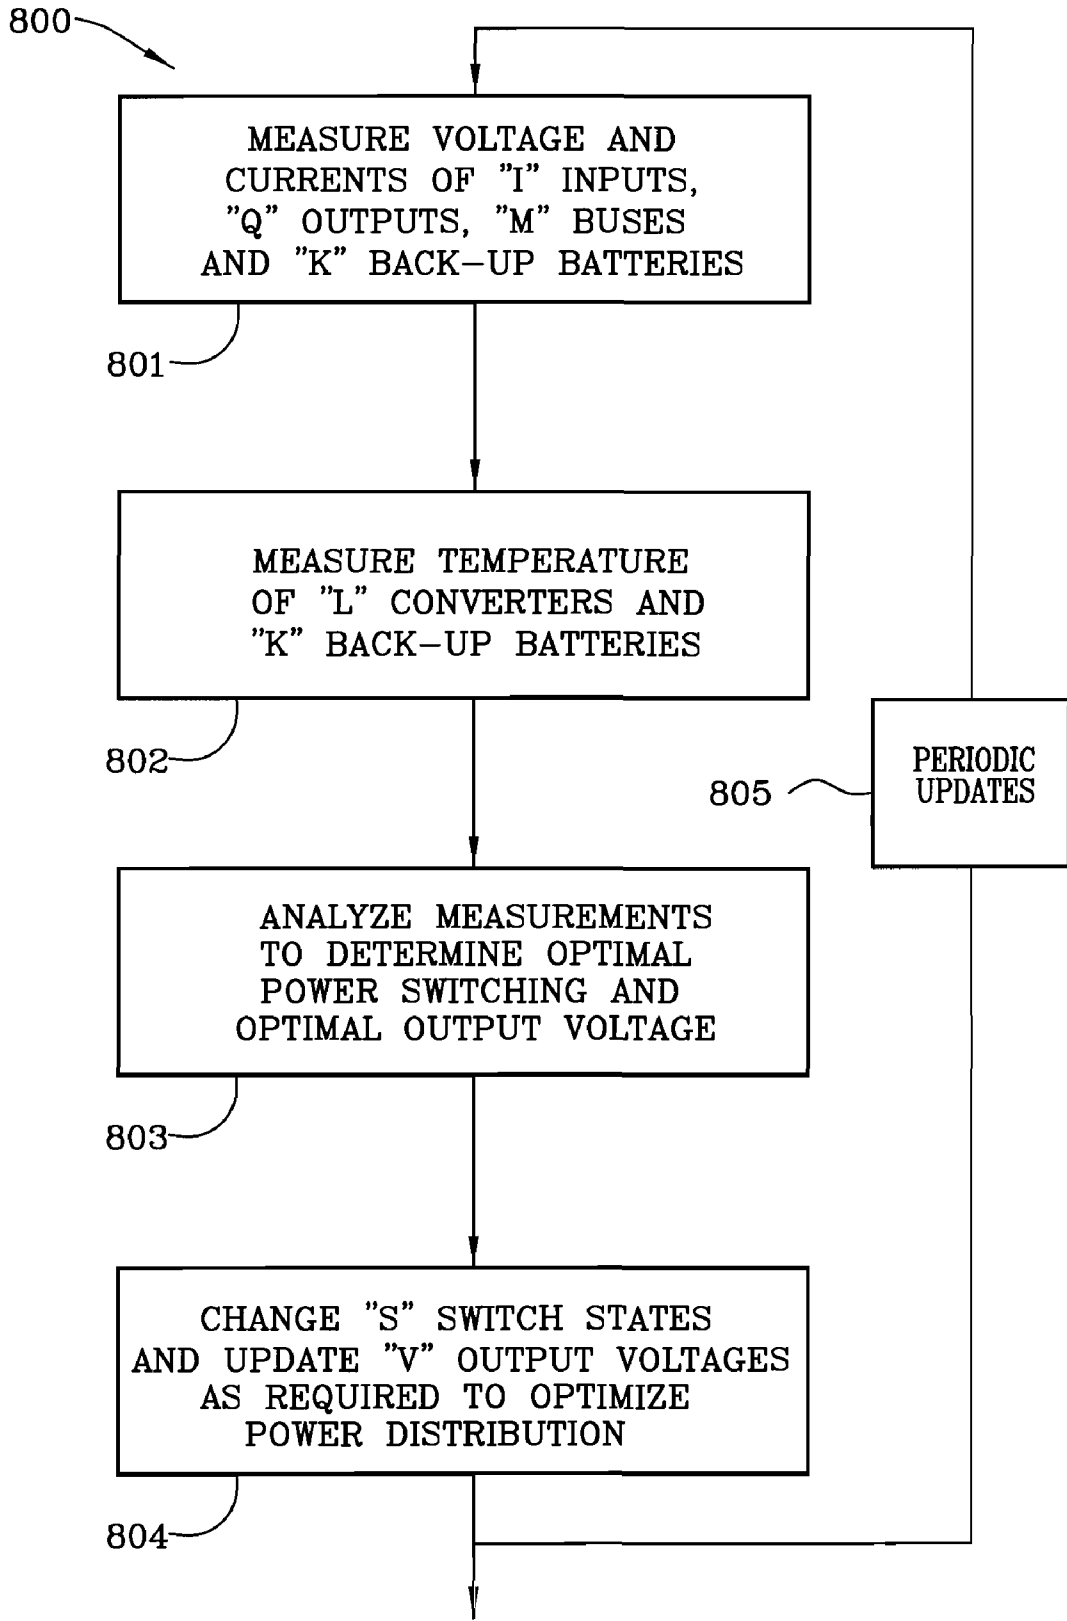 800
MEASURE VOLTAGE AND
CURRENTS OF "I" INPUTS,
"Q" OUTPUTS, "M" BUSES
AND "K" BACK-UP BATTERIES
801
MEASURE TEMPERATURE
OF "L" CONVERTERS AND
"K" BACK-UP BATTERIES
802
PERIODIC
UPDATES
805
ANALYZE MEASUREMENTS
TO DETERMINE OPTIMAL
POWER SWITCHING AND
OPTIMAL OUTPUT VOLTAGE
803
CHANGE "S" SWITCH STATES
AND UPDATE "V" OUTPUT VOLTAGES
AS REQUIRED TO OPTIMIZE
POWER DISTRIBUTION
804